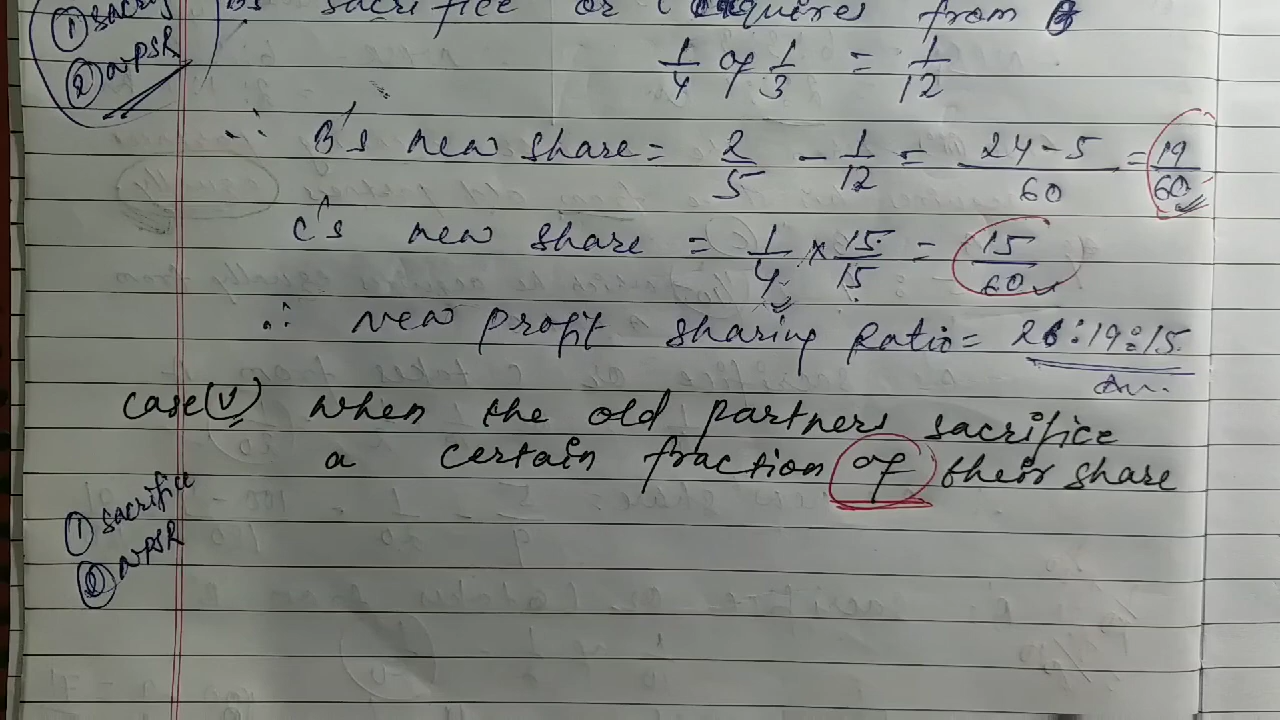 ① sacri
B's sacrifice or C acquires from B
② NPSR
1/4 of 1/3 = 1/12
∵ B's new share = 2/5 - 1/12 = 24-5/60 = 19/60
C's new share = 1/4 × 15/15 = 15/60
∴ New profit sharing Ratio = 26:19:15
Ans.
Case(V) When the old partners sacrifice
a certain fraction of their share
① sacrifice
② NPSR